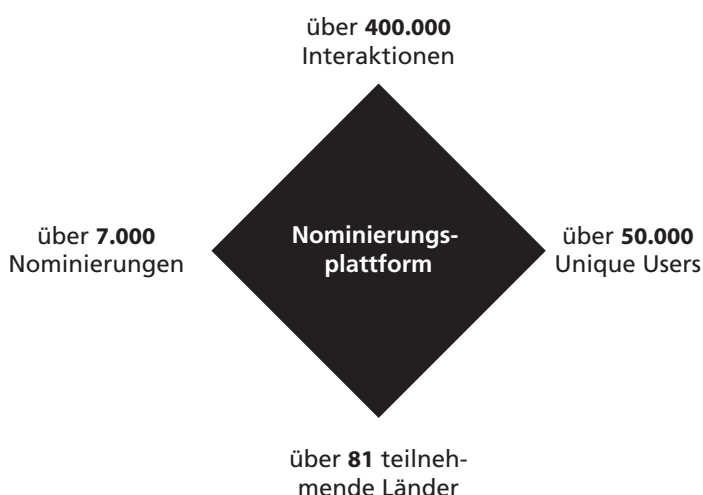 über 400.000
Interaktionen
über 7.000
Nominierungen
Nominierungs-
plattform
über 50.000
Unique Users
über 81 teilneh-
mende Länder